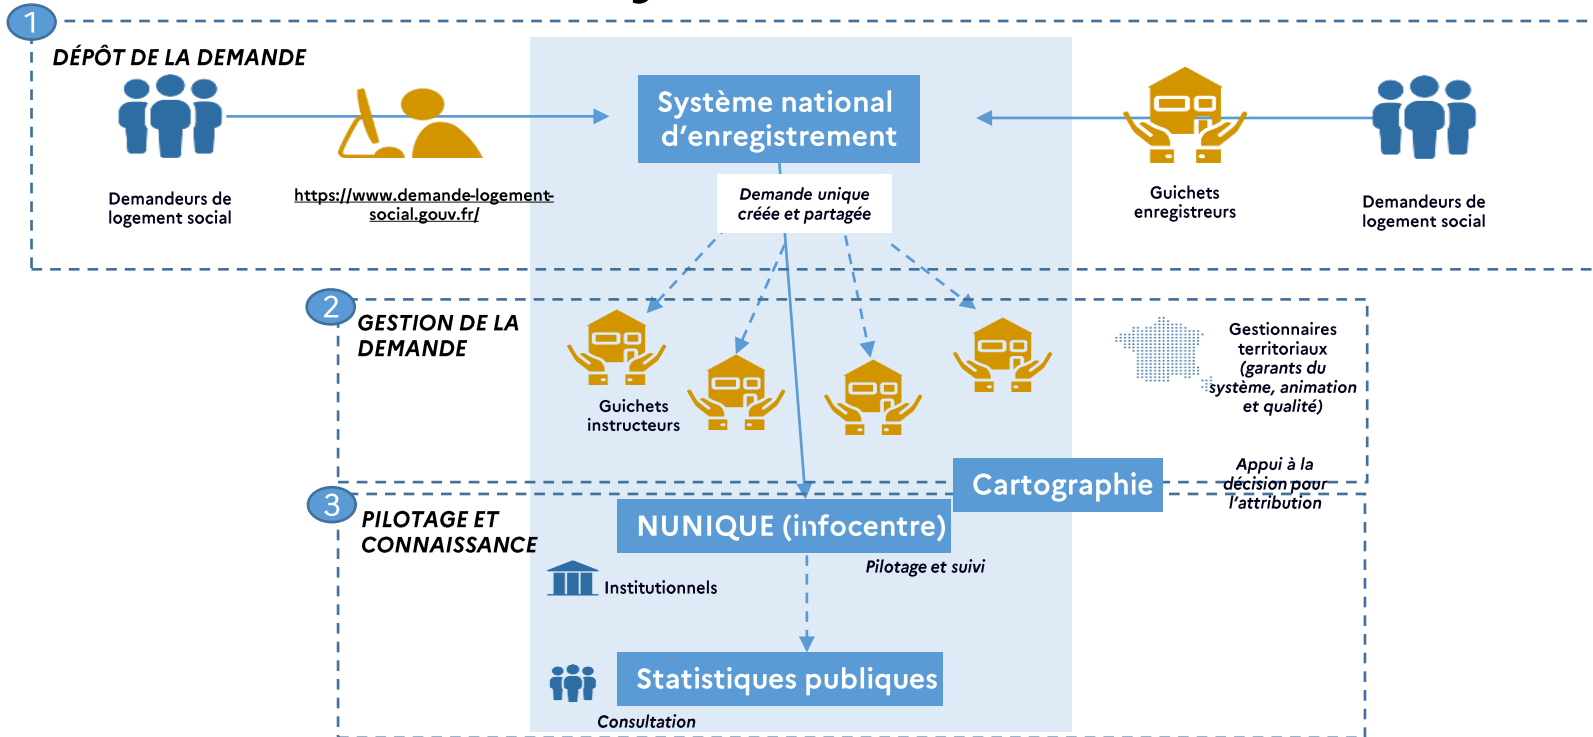 1
DÉPÔT DE LA DEMANDE
Système national
d'enregistrement
Demandeurs de
logement social
https://www.demande-logement-
social.gouv.fr/
Demande unique
créée et partagée
Guichets
enregistreurs
Demandeurs de
logement social
2
GESTION DE LA
DEMANDE
Guichets
instructeurs
Gestionnaires
territoriaux
(garants du
système, animation
et qualité)
Cartographie
Appui à la
décision pour
l'attribution
3
PILOTAGE ET
CONNAISSANCE
NUNIQUE (infocentre)
Pilotage et suivi
Institutionnels
Statistiques publiques
Consultation